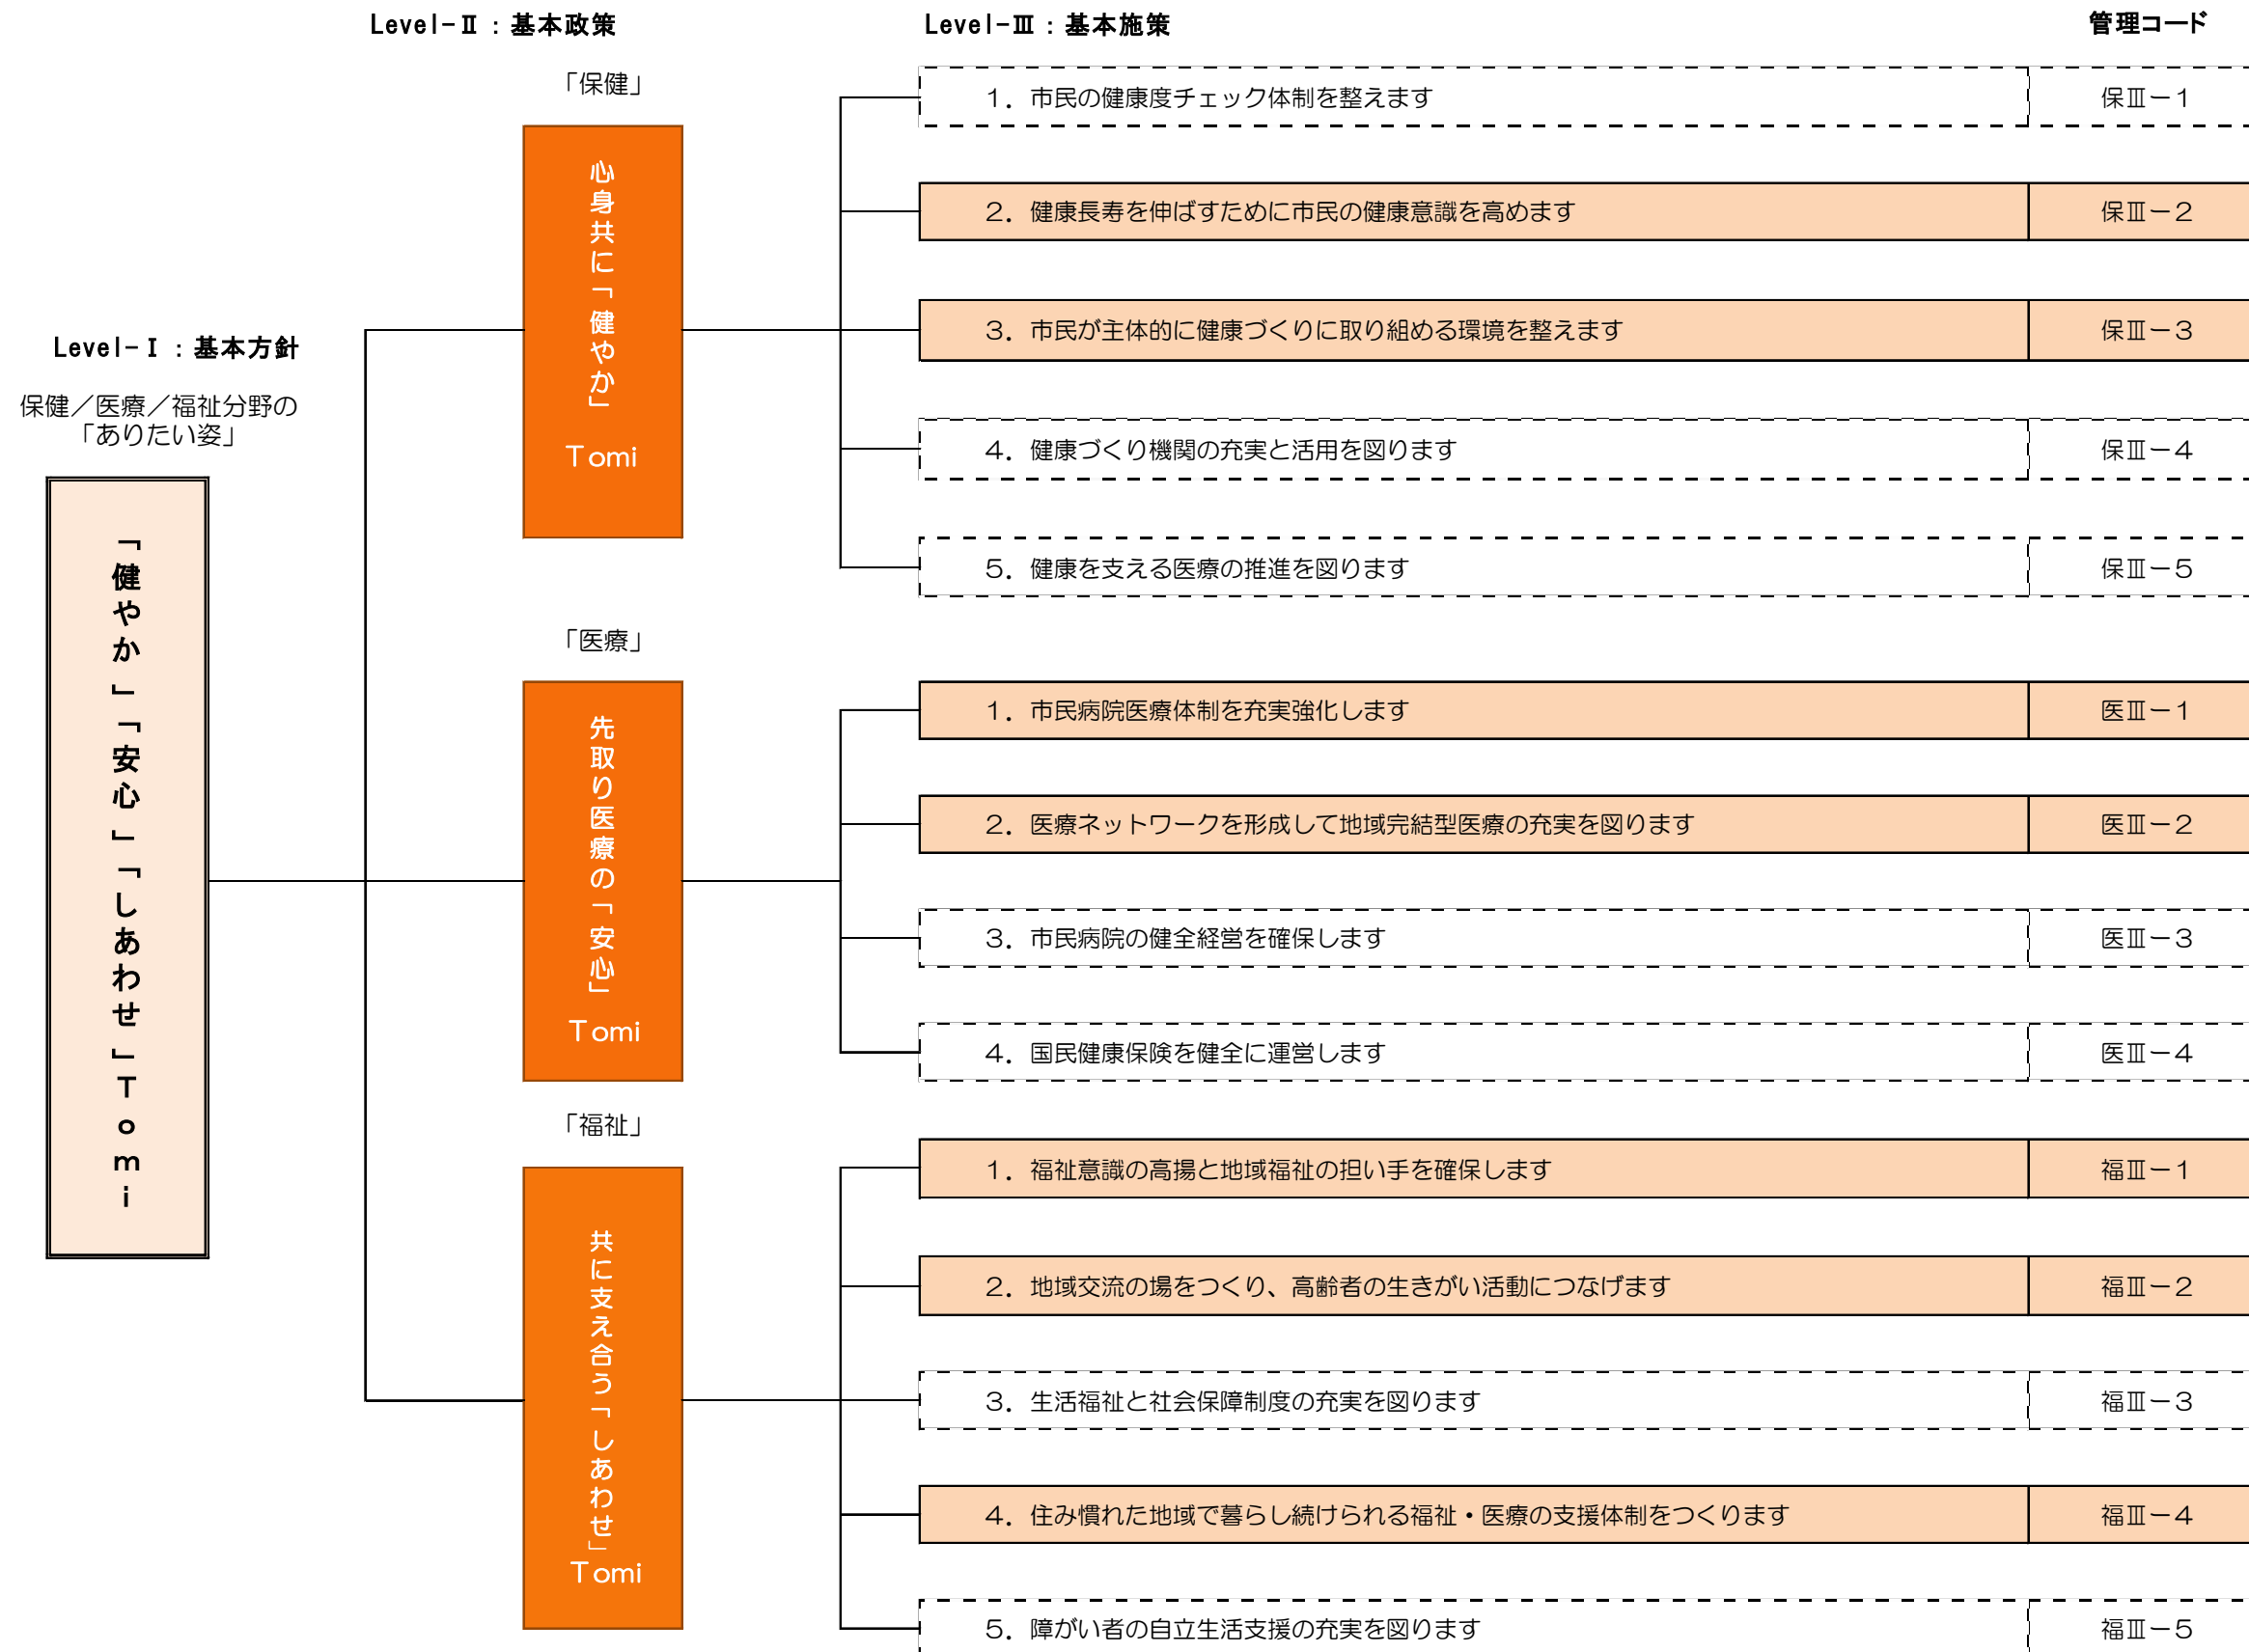 Level-Ⅱ：基本政策
Level-Ⅲ：基本施策
管理コード
Level-Ⅰ：基本方針
保健／医療／福祉分野の
「ありたい姿」
「健やか」「安心」「しあわせ」Tomi
「保健」
心身共に「健やか」
Tomi
1．市民の健康度チェック体制を整えます
保Ⅲー1
2．健康長寿を伸ばすために市民の健康意識を高めます
保Ⅲー2
3．市民が主体的に健康づくりに取り組める環境を整えます
保Ⅲー3
4．健康づくり機関の充実と活用を図ります
保Ⅲー4
5．健康を支える医療の推進を図ります
保Ⅲー5
「医療」
先取り医療の「安心」
Tomi
1．市民病院医療体制を充実強化します
医Ⅲー1
2．医療ネットワークを形成して地域完結型医療の充実を図ります
医Ⅲー2
3．市民病院の健全経営を確保します
医Ⅲー3
4．国民健康保険を健全に運営します
医Ⅲー4
「福祉」
共に支え合う「しあわせ」
Tomi
1．福祉意識の高揚と地域福祉の担い手を確保します
福Ⅲー1
2．地域交流の場をつくり、高齢者の生きがい活動につなげます
福Ⅲー2
3．生活福祉と社会保障制度の充実を図ります
福Ⅲー3
4．住み慣れた地域で暮らし続けられる福祉・医療の支援体制をつくります
福Ⅲー4
5．障がい者の自立生活支援の充実を図ります
福Ⅲー5